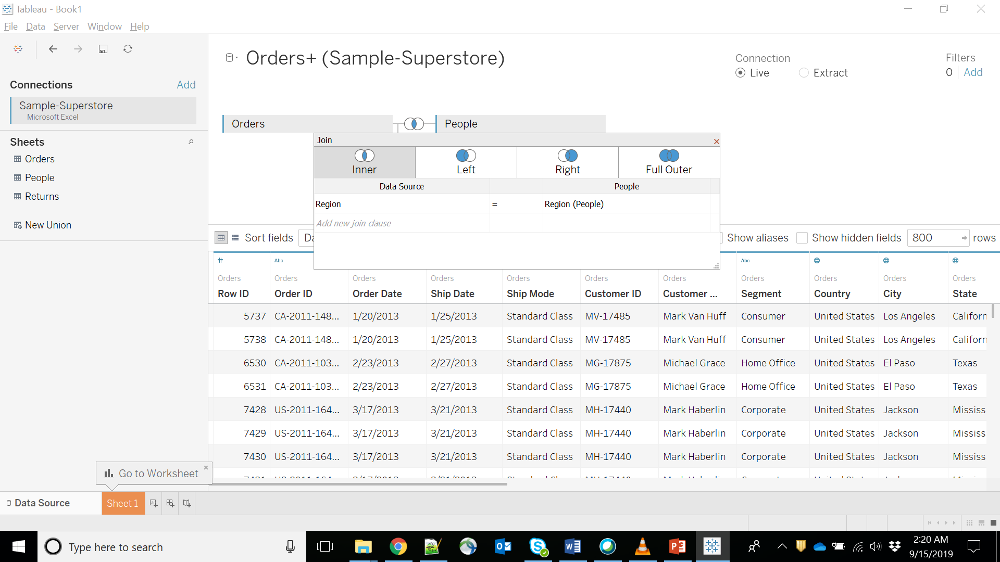 Tableau - Book1
File Data Server Window Help
Orders+ (Sample-Superstore)
Connection
Live Extract
Filters
0 Add
Connections Add
Sample-Superstore
Microsoft Excel
Sheets
Orders
People
Returns
New Union
Orders
People
Join
Inner Left Right Full Outer
Data Source People
Region = Region (People)
Add new join clause
Sort fields Da Show aliases Show hidden fields 800 rows
# Abc Abc
Orders Orders Orders Orders Orders Orders Orders Orders Orders Orders Orders
Row ID Order ID Order Date Ship Date Ship Mode Customer ID Customer ... Segment Country City State
5737 CA-2011-148... 1/20/2013 1/25/2013 Standard Class MV-17485 Mark Van Huff Consumer United States Los Angeles Californ
5738 CA-2011-148... 1/20/2013 1/25/2013 Standard Class MV-17485 Mark Van Huff Consumer United States Los Angeles Californ
6530 CA-2011-103... 2/23/2013 2/27/2013 Standard Class MG-17875 Michael Grace Home Office United States El Paso Texas
6531 CA-2011-103... 2/23/2013 2/27/2013 Standard Class MG-17875 Michael Grace Home Office United States El Paso Texas
7428 US-2011-164... 3/17/2013 3/21/2013 Standard Class MH-17440 Mark Haberlin Corporate United States Jackson Mississ
7429 US-2011-164... 3/17/2013 3/21/2013 Standard Class MH-17440 Mark Haberlin Corporate United States Jackson Mississ
7430 US-2011-164... 3/17/2013 3/21/2013 Standard Class MH-17440 Mark Haberlin Corporate United States Jackson Mississ
Go to Worksheet
Data Source Sheet 1
Type here to search
2:20 AM
9/15/2019